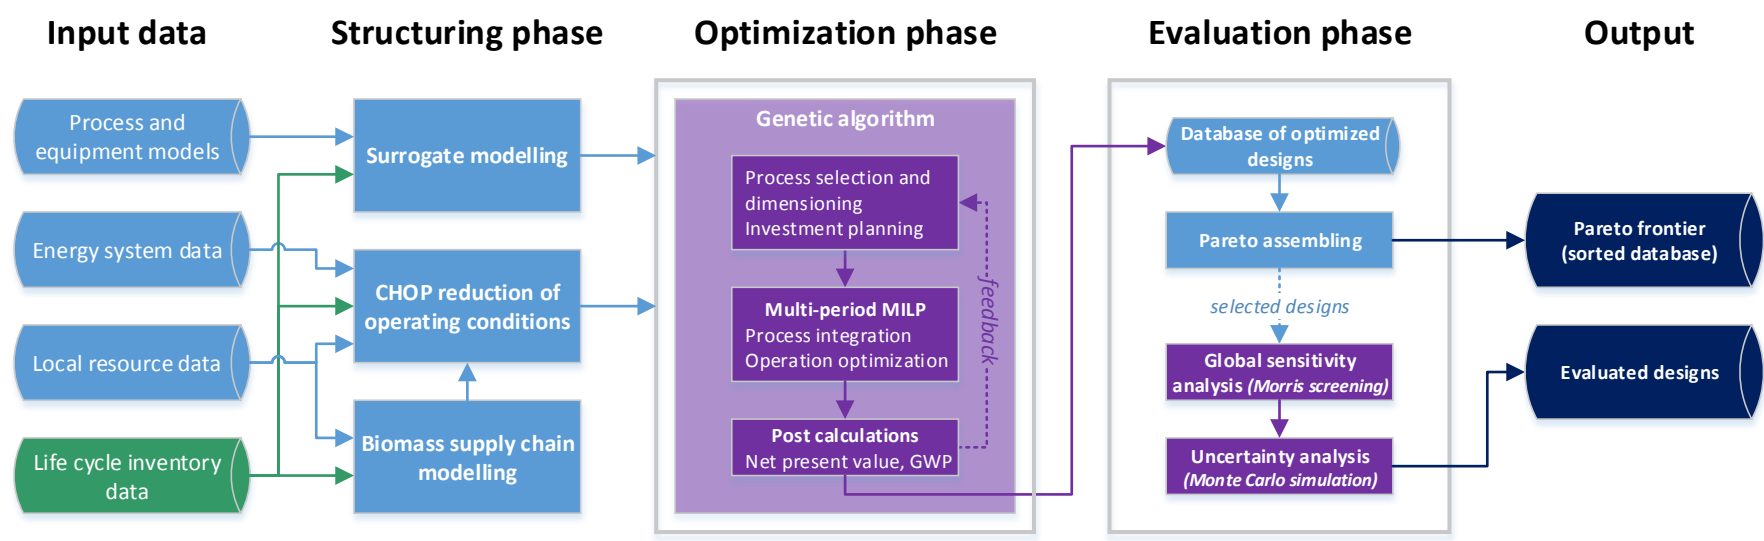 Input data
Structuring phase
Optimization phase
Evaluation phase
Output
Process and
equipment models
Energy system data
Local resource data
Life cycle inventory
data
Surrogate modelling
CHOP reduction of
operating conditions
Biomass supply chain
modelling
Genetic algorithm
Process selection and
dimensioning
Investment planning
Multi-period MILP
Process integration
Operation optimization
Post calculations
Net present value, GWP
feedback
Database of optimized
designs
Pareto assembling
selected designs
Global sensitivity
analysis (Morris screening)
Uncertainty analysis
(Monte Carlo simulation)
Pareto frontier
(sorted database)
Evaluated designs